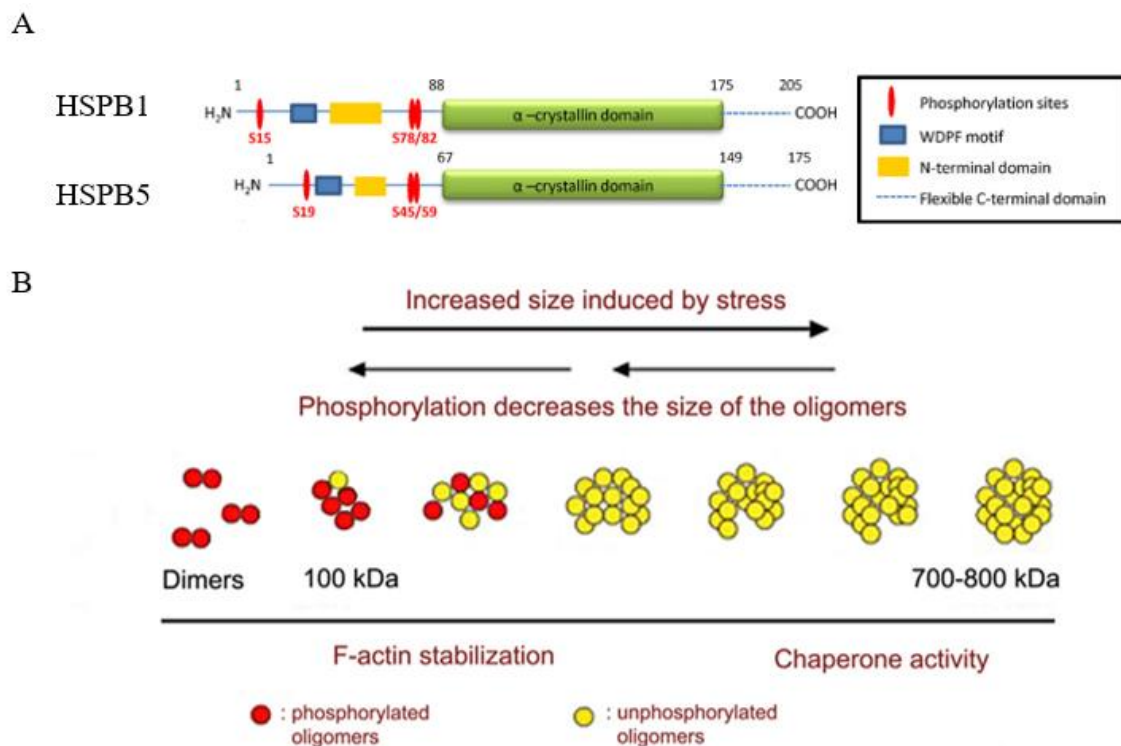 A
HSPB1
1 88 175 205
H₂N α –crystallin domain COOH
S15 S78/82
HSPB5
1 67 149 175
H₂N α –crystallin domain COOH
S19 S45/59
Phosphorylation sites
WDPF motif
N-terminal domain
Flexible C-terminal domain
B
Increased size induced by stress
Phosphorylation decreases the size of the oligomers
Dimers 100 kDa 700-800 kDa
F-actin stabilization Chaperone activity
: phosphorylated
oligomers
: unphosphorylated
oligomers